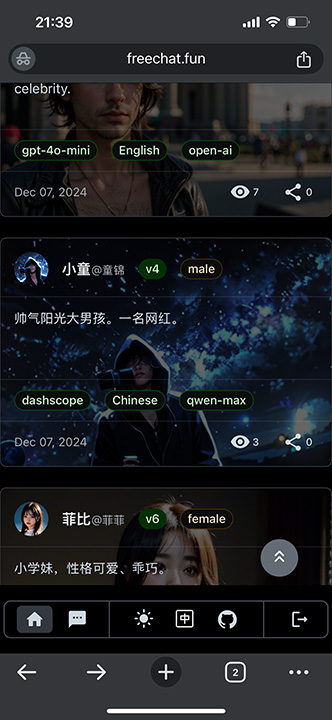 21:39
freechat.fun
celebrity.
gpt-4o-mini English open-ai
Dec 07, 2024 7 0
小童@童锦 v4 male
帅气阳光大男孩。一名网红。
dashscope Chinese qwen-max
Dec 07, 2024 3 0
菲比@菲菲 v6 female
小学妹，性格可爱、乖巧。
中
2